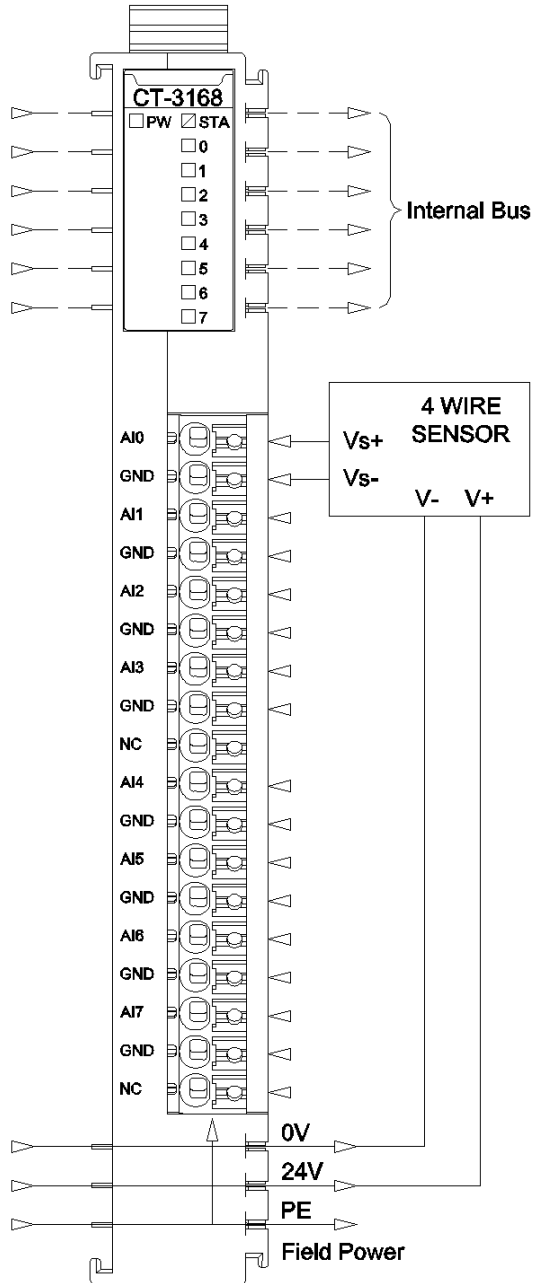 CT-3168
PW STA
0
1
2
3
4
5
6
7
Internal Bus
4 WIRE
SENSOR
Vs+
Vs-
V- V+
AI0
GND
AI1
GND
AI2
GND
AI3
GND
NC
AI4
GND
AI5
GND
AI6
GND
AI7
GND
NC
0V
24V
PE
Field Power